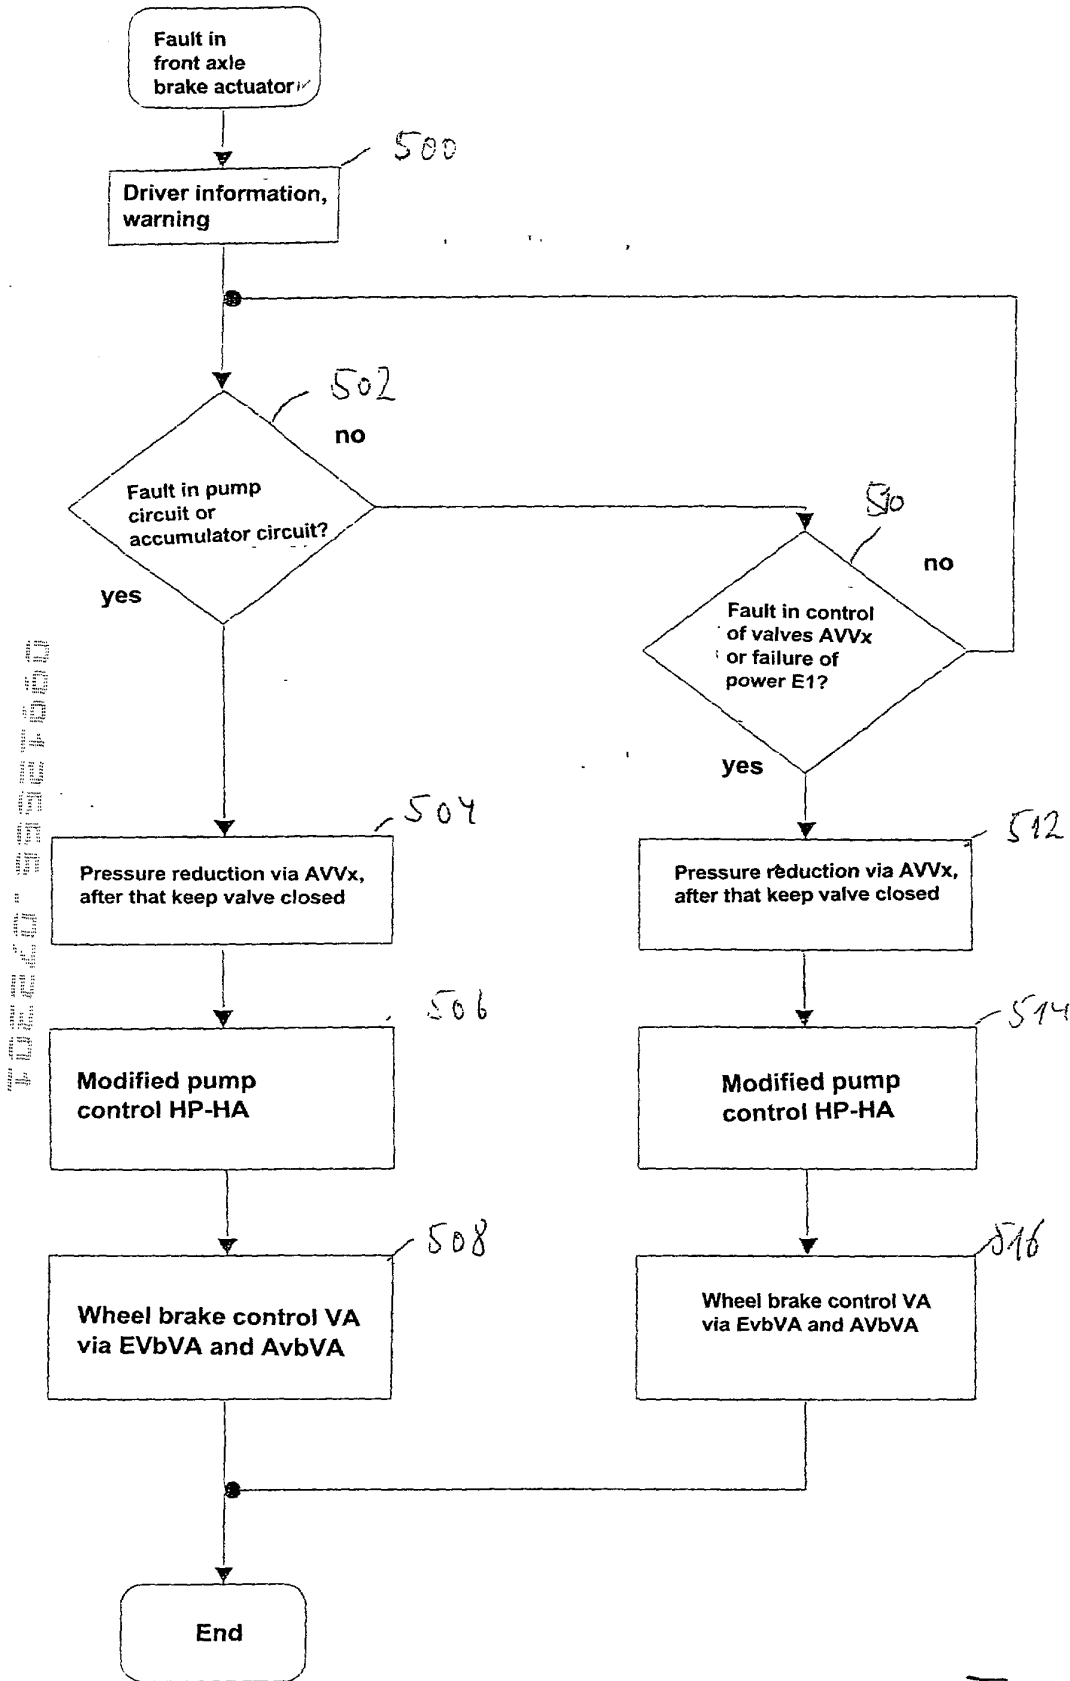 Fault in
front axle
brake actuator
500
Driver information,
warning
502
no
Fault in pump
circuit or
accumulator circuit?
yes
510
no
Fault in control
of valves AVVx
or failure of
power E1?
yes
504
Pressure reduction via AVVx,
after that keep valve closed
512
Pressure reduction via AVVx,
after that keep valve closed
506
Modified pump
control HP-HA
514
Modified pump
control HP-HA
508
Wheel brake control VA
via EVbVA and AvbVA
516
Wheel brake control VA
via EvbVA and AVbVA
End